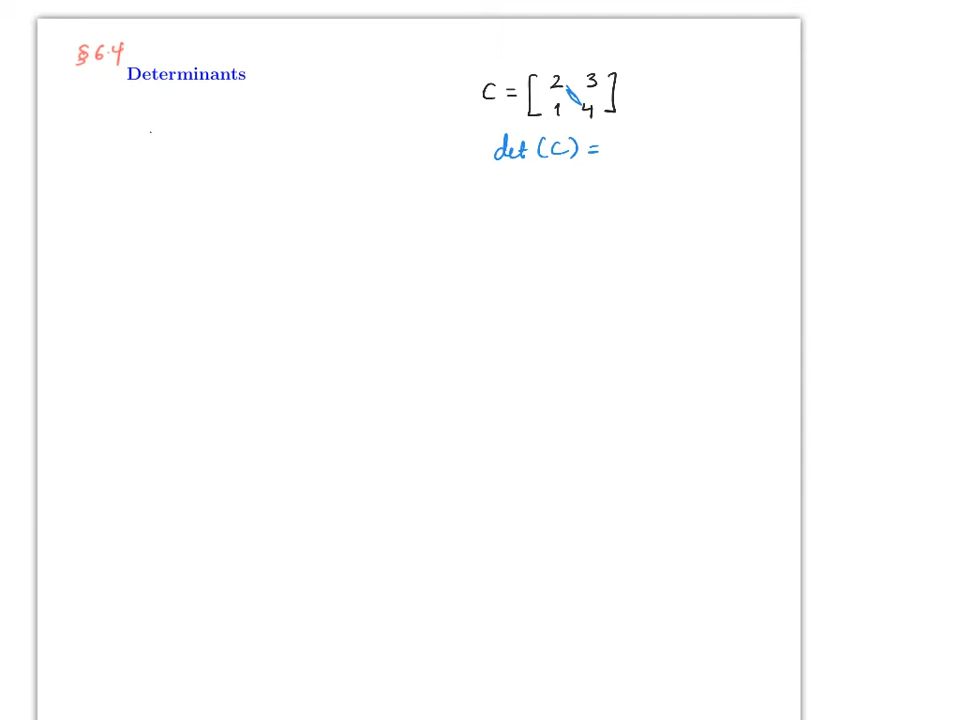 § 6.4
Determinants
C = [ 2 3
1 4 ]
det (C) =